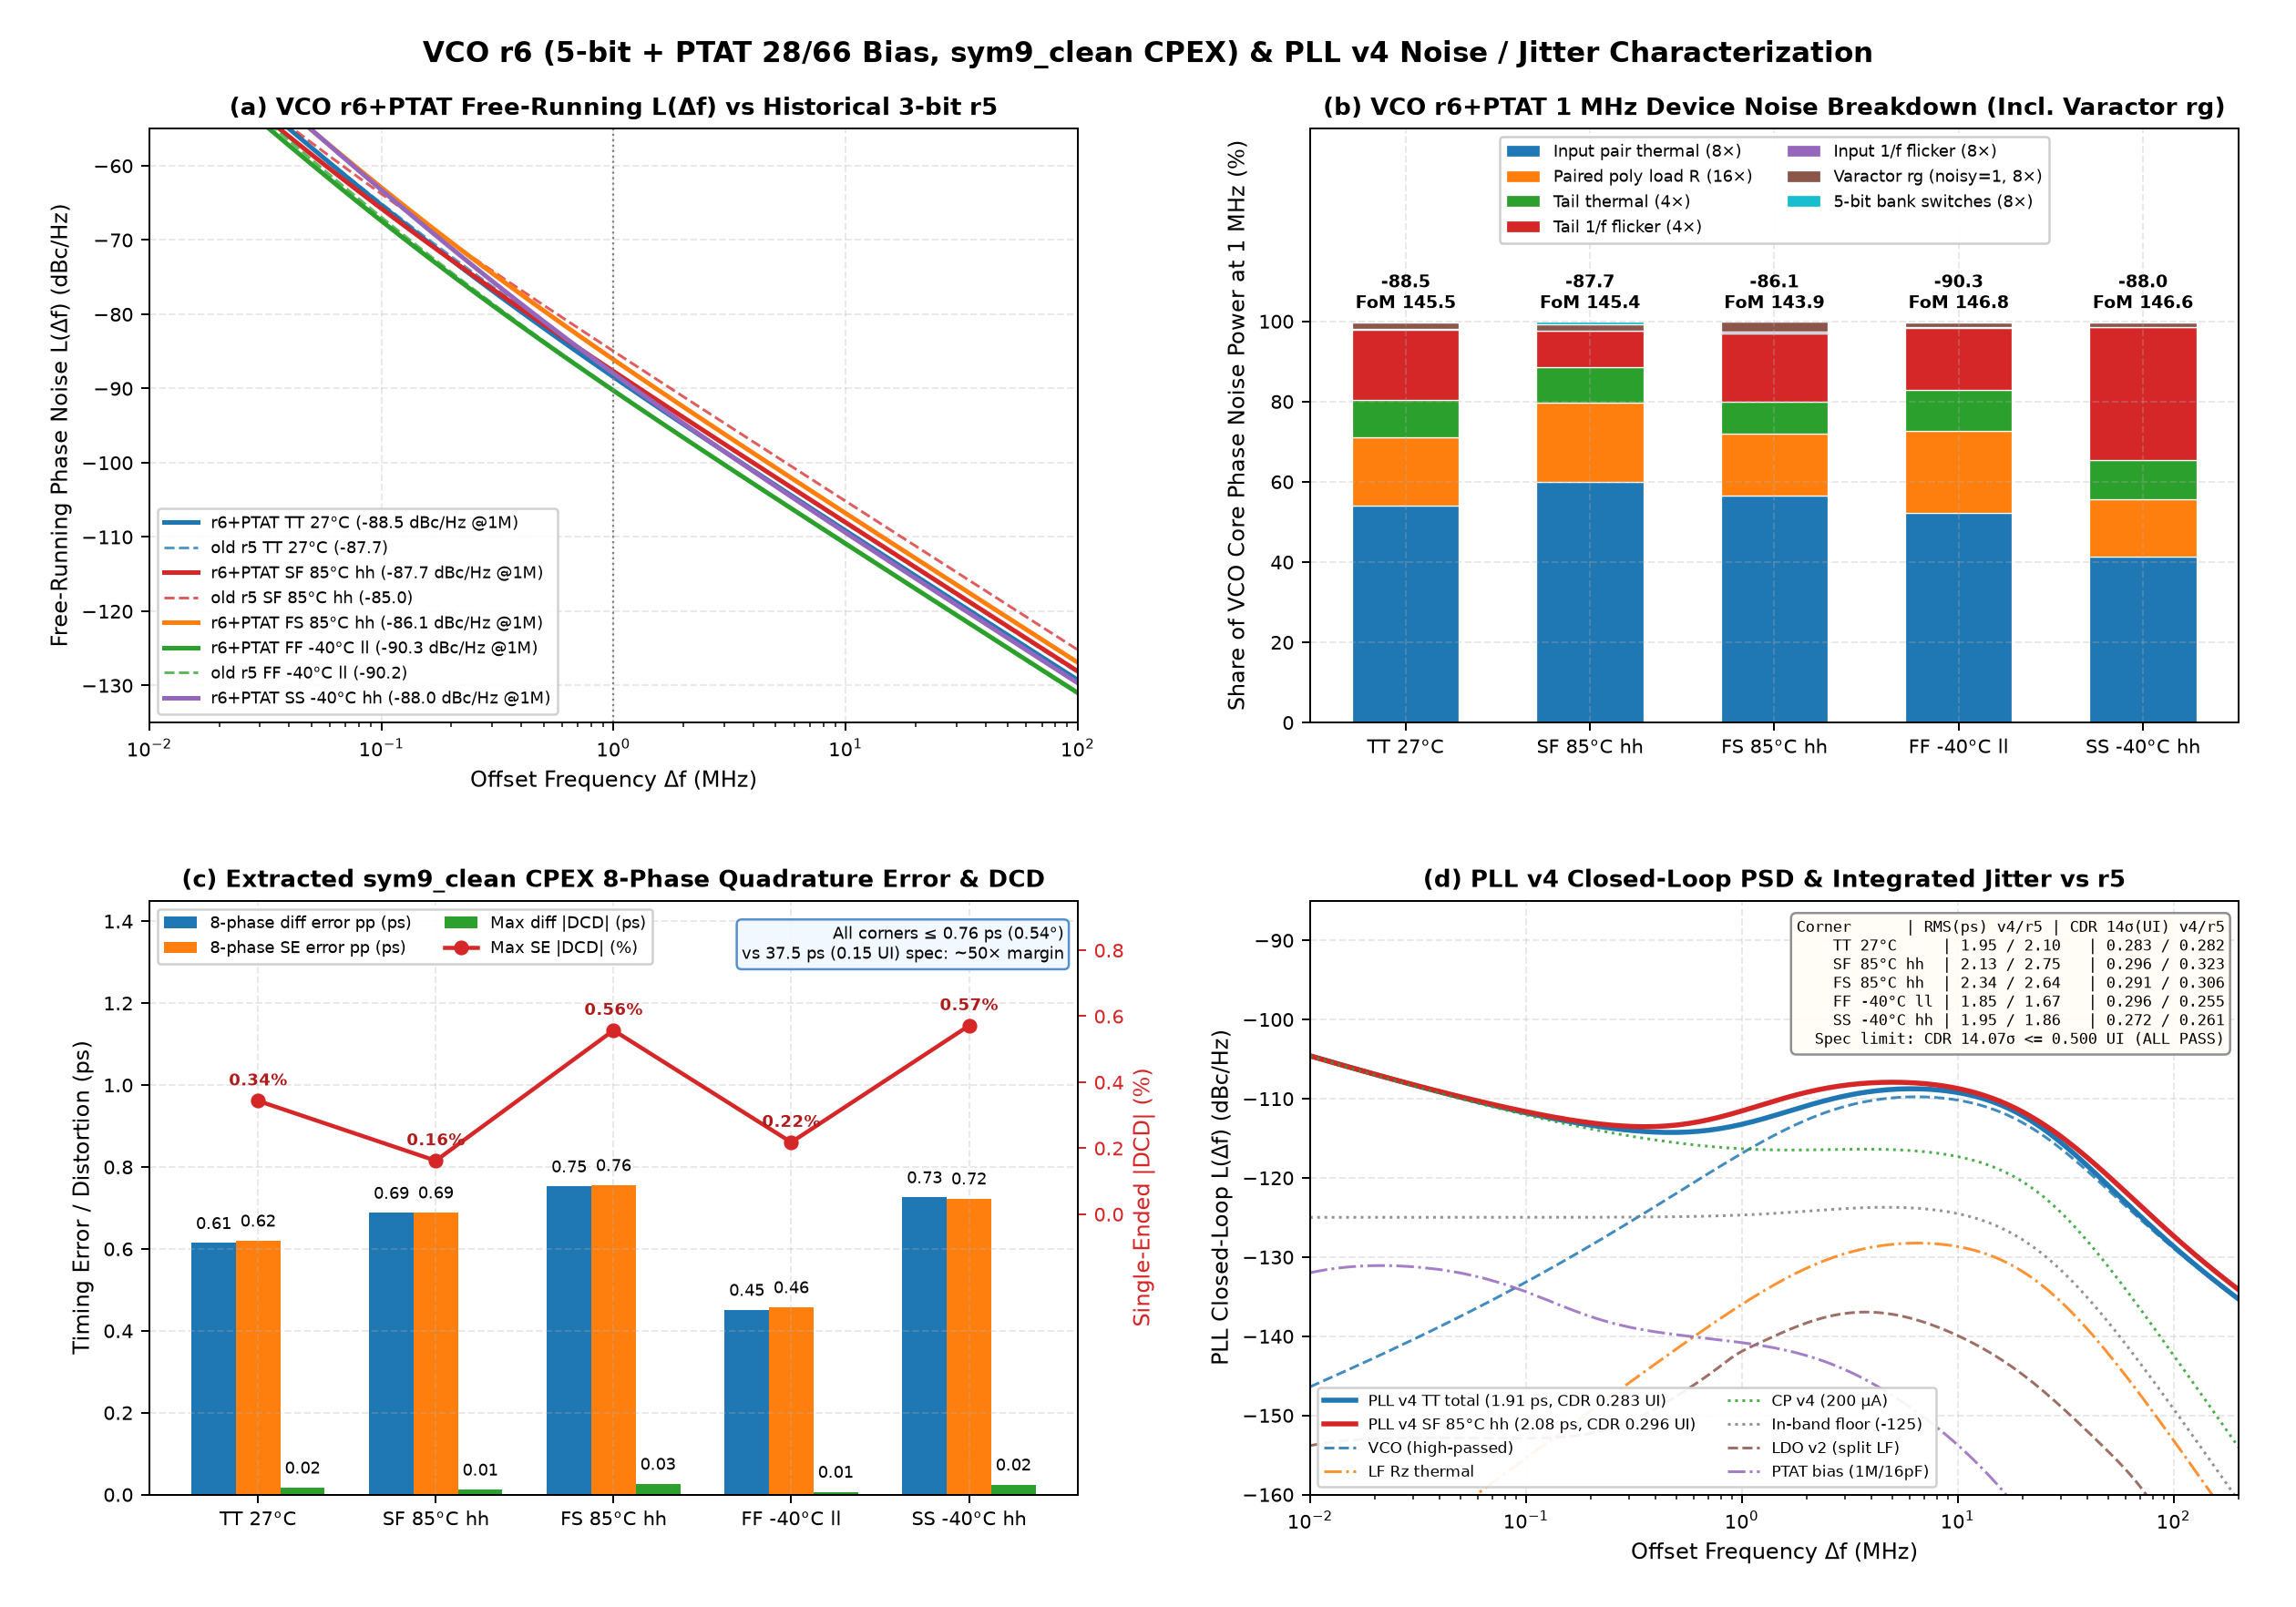 VCO r6 (5-bit + PTAT 28/66 Bias, sym9_clean CPEX) & PLL v4 Noise / Jitter Characterization
(a) VCO r6+PTAT Free-Running L(Δf) vs Historical 3-bit r5
Free-Running Phase Noise L(Δf) (dBc/Hz)
−60
−70
−80
−90
−100
−110
−120
−130
r6+PTAT TT 27°C (-88.5 dBc/Hz @1M)
old r5 TT 27°C (-87.7)
r6+PTAT SF 85°C hh (-87.7 dBc/Hz @1M)
old r5 SF 85°C hh (-85.0)
r6+PTAT FS 85°C hh (-86.1 dBc/Hz @1M)
r6+PTAT FF -40°C ll (-90.3 dBc/Hz @1M)
old r5 FF -40°C ll (-90.2)
r6+PTAT SS -40°C hh (-88.0 dBc/Hz @1M)
10⁻² 10⁻¹ 10⁰ 10¹ 10²
Offset Frequency Δf (MHz)
(b) VCO r6+PTAT 1 MHz Device Noise Breakdown (Incl. Varactor rg)
Share of VCO Core Phase Noise Power at 1 MHz (%)
Input pair thermal (8×)
Paired poly load R (16×)
Tail thermal (4×)
Tail 1/f flicker (4×)
Input 1/f flicker (8×)
Varactor rg (noisy=1, 8×)
5-bit bank switches (8×)
-88.5 -87.7 -86.1 -90.3 -88.0
FoM 145.5 FoM 145.4 FoM 143.9 FoM 146.8 FoM 146.6
100
80
60
40
20
0
TT 27°C SF 85°C hh FS 85°C hh FF -40°C ll SS -40°C hh
(c) Extracted sym9_clean CPEX 8-Phase Quadrature Error & DCD
Timing Error / Distortion (ps)
1.4
1.2
1.0
0.8
0.6
0.4
0.2
0.0
8-phase diff error pp (ps)
8-phase SE error pp (ps)
Max diff |DCD| (ps)
Max SE |DCD| (%)
All corners ≤ 0.76 ps (0.54°)
vs 37.5 ps (0.15 UI) spec: ~50× margin
0.34% 0.16% 0.56% 0.22% 0.57%
0.61 0.62 0.02
0.69 0.69 0.01
0.75 0.76 0.03
0.45 0.46 0.01
0.73 0.72 0.02
0.8
0.6
0.4
0.2
0.0
Single-Ended |DCD| (%)
TT 27°C SF 85°C hh FS 85°C hh FF -40°C ll SS -40°C hh
(d) PLL v4 Closed-Loop PSD & Integrated Jitter vs r5
PLL Closed-Loop L(Δf) (dBc/Hz)
−90
−100
−110
−120
−130
−140
−150
−160
Corner | RMS(ps) v4/r5 | CDR 14σ(UI) v4/r5
TT 27°C | 1.95 / 2.10 | 0.283 / 0.282
SF 85°C hh | 2.13 / 2.75 | 0.296 / 0.323
FS 85°C hh | 2.34 / 2.64 | 0.291 / 0.306
FF -40°C ll | 1.85 / 1.67 | 0.296 / 0.255
SS -40°C hh | 1.95 / 1.86 | 0.272 / 0.261
Spec limit: CDR 14.07σ <= 0.500 UI (ALL PASS)
PLL v4 TT total (1.91 ps, CDR 0.283 UI)
PLL v4 SF 85°C hh (2.08 ps, CDR 0.296 UI)
VCO (high-passed)
LF Rz thermal
CP v4 (200 μA)
In-band floor (-125)
LDO v2 (split LF)
PTAT bias (1M/16pF)
10⁻² 10⁻¹ 10⁰ 10¹ 10²
Offset Frequency Δf (MHz)